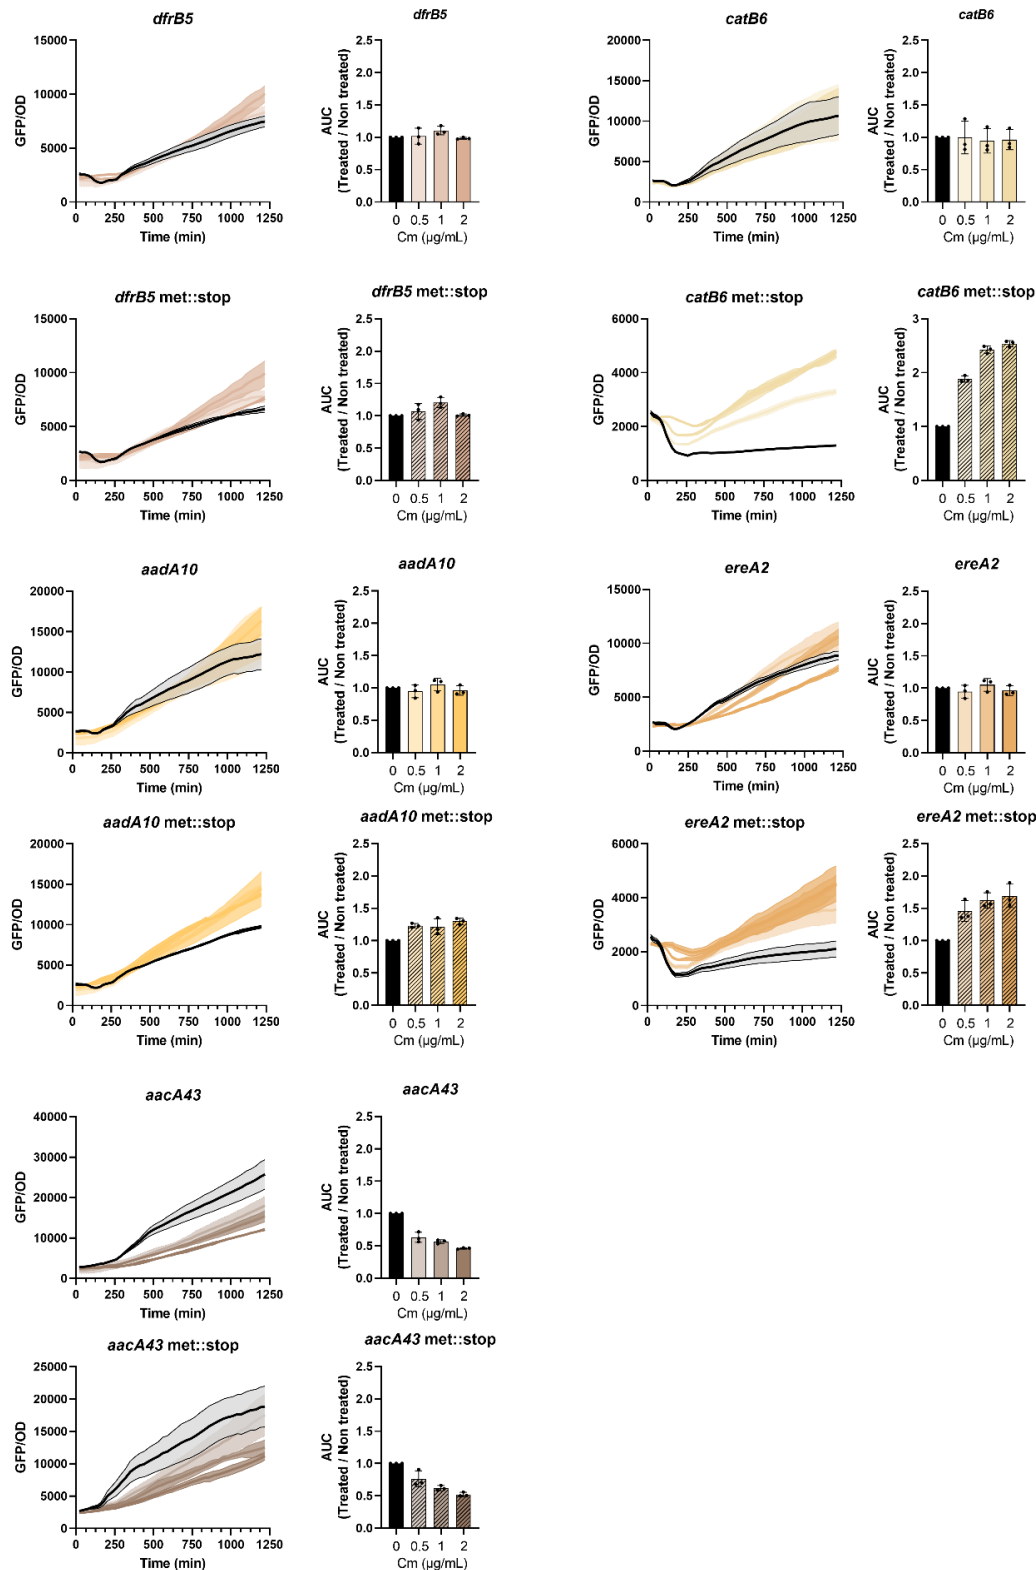 dfrB5
15000
10000
5000
0
GFP/OD
0 250 500 750 1000 1250
Time (min)
dfrB5
2.5
2.0
1.5
1.0
0.5
0.0
AUC
(Treated / Non treated)
0 0.5 1 2
Cm (µg/mL)
catB6
20000
15000
10000
5000
0
GFP/OD
0 250 500 750 1000 1250
Time (min)
catB6
2.5
2.0
1.5
1.0
0.5
0.0
AUC
(Treated / Non treated)
0 0.5 1 2
Cm (µg/mL)
dfrB5 met::stop
15000
10000
5000
0
GFP/OD
0 250 500 750 1000 1250
Time (min)
dfrB5 met::stop
2.5
2.0
1.5
1.0
0.5
0.0
AUC
(Treated / Non treated)
0 0.5 1 2
Cm (µg/mL)
catB6 met::stop
6000
4000
2000
0
GFP/OD
0 250 500 750 1000 1250
Time (min)
catB6 met::stop
3
2
1
0
AUC
(Treated / Non treated)
0 0.5 1 2
Cm (µg/mL)
aadA10
20000
15000
10000
5000
0
GFP/OD
0 250 500 750 1000 1250
Time (min)
aadA10
2.5
2.0
1.5
1.0
0.5
0.0
AUC
(Treated / Non treated)
0 0.5 1 2
Cm (µg/mL)
ereA2
15000
10000
5000
0
GFP/OD
0 250 500 750 1000 1250
Time (min)
ereA2
2.5
2.0
1.5
1.0
0.5
0.0
AUC
(Treated / Non treated)
0 0.5 1 2
Cm (µg/mL)
aadA10 met::stop
20000
15000
10000
5000
0
GFP/OD
0 250 500 750 1000 1250
Time (min)
aadA10 met::stop
2.5
2.0
1.5
1.0
0.5
0.0
AUC
(Treated / Non treated)
0 0.5 1 2
Cm (µg/mL)
ereA2 met::stop
6000
4000
2000
0
GFP/OD
0 250 500 750 1000 1250
Time (min)
ereA2 met::stop
2.5
2.0
1.5
1.0
0.5
0.0
AUC
(Treated / Non treated)
0 0.5 1 2
Cm (µg/mL)
aacA43
40000
30000
20000
10000
0
GFP/OD
0 250 500 750 1000 1250
Time (min)
aacA43
2.5
2.0
1.5
1.0
0.5
0.0
AUC
(Treated / Non treated)
0 0.5 1 2
Cm (µg/mL)
aacA43 met::stop
25000
20000
15000
10000
5000
0
GFP/OD
0 250 500 750 1000 1250
Time (min)
aacA43 met::stop
2.5
2.0
1.5
1.0
0.5
0.0
AUC
(Treated / Non treated)
0 0.5 1 2
Cm (µg/mL)